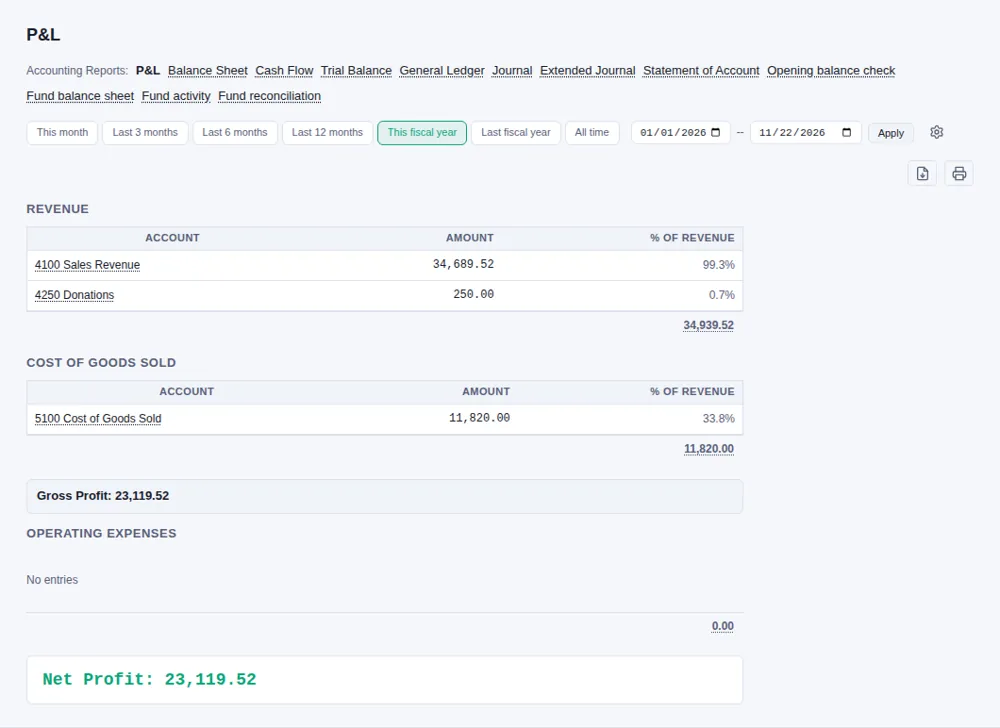 P&L
Accounting Reports: P&L Balance Sheet Cash Flow Trial Balance General Ledger Journal Extended Journal Statement of Account Opening balance check
Fund balance sheet Fund activity Fund reconciliation
This month Last 3 months Last 6 months Last 12 months This fiscal year Last fiscal year All time 01/01/2026 -- 11/22/2026 Apply
REVENUE
ACCOUNT AMOUNT % OF REVENUE
4100 Sales Revenue 34,689.52 99.3%
4250 Donations 250.00 0.7%
34,939.52
COST OF GOODS SOLD
ACCOUNT AMOUNT % OF REVENUE
5100 Cost of Goods Sold 11,820.00 33.8%
11,820.00
Gross Profit: 23,119.52
OPERATING EXPENSES
No entries
0.00
Net Profit: 23,119.52